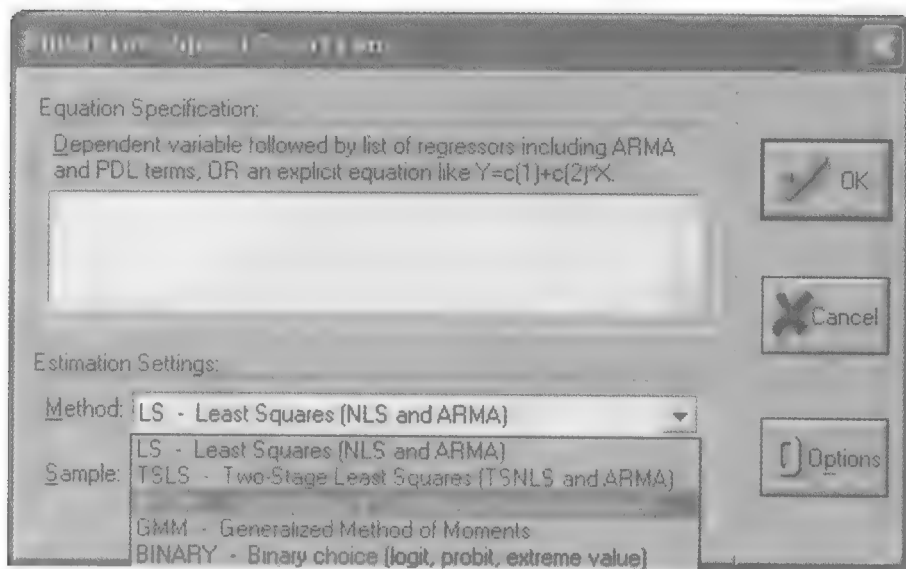 Equation Specification:
Dependent variable followed by list of regressors including ARMA
and PDL terms, OR an explicit equation like Y=c(1)+c(2)*X.
OK
Cancel
Estimation Settings:
Method: LS - Least Squares (NLS and ARMA)
LS - Least Squares (NLS and ARMA)
Sample: TSLS - Two-Stage Least Squares (TSNLS and ARMA)
Options
GMM - Generalized Method of Moments
BINARY - Binary choice (logit, probit, extreme value)